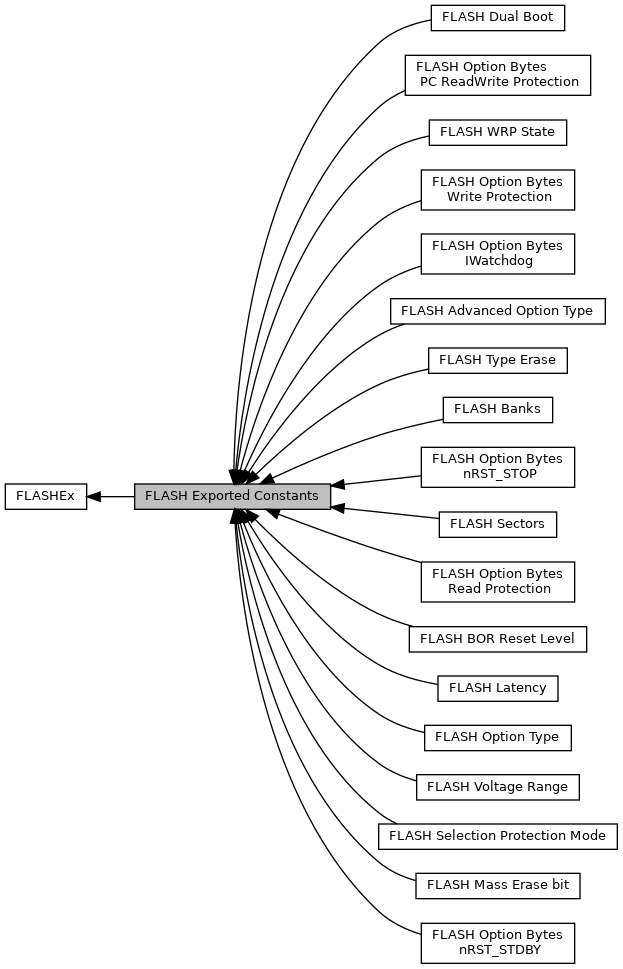 FLASH Dual Boot
FLASH Option Bytes
PC ReadWrite Protection
FLASH WRP State
FLASH Option Bytes
Write Protection
FLASH Option Bytes
IWatchdog
FLASH Advanced Option Type
FLASH Type Erase
FLASH Banks
FLASH Option Bytes
nRST_STOP
FLASHEx
FLASH Exported Constants
FLASH Sectors
FLASH Option Bytes
Read Protection
FLASH BOR Reset Level
FLASH Latency
FLASH Option Type
FLASH Voltage Range
FLASH Selection Protection Mode
FLASH Mass Erase bit
FLASH Option Bytes
nRST_STDBY